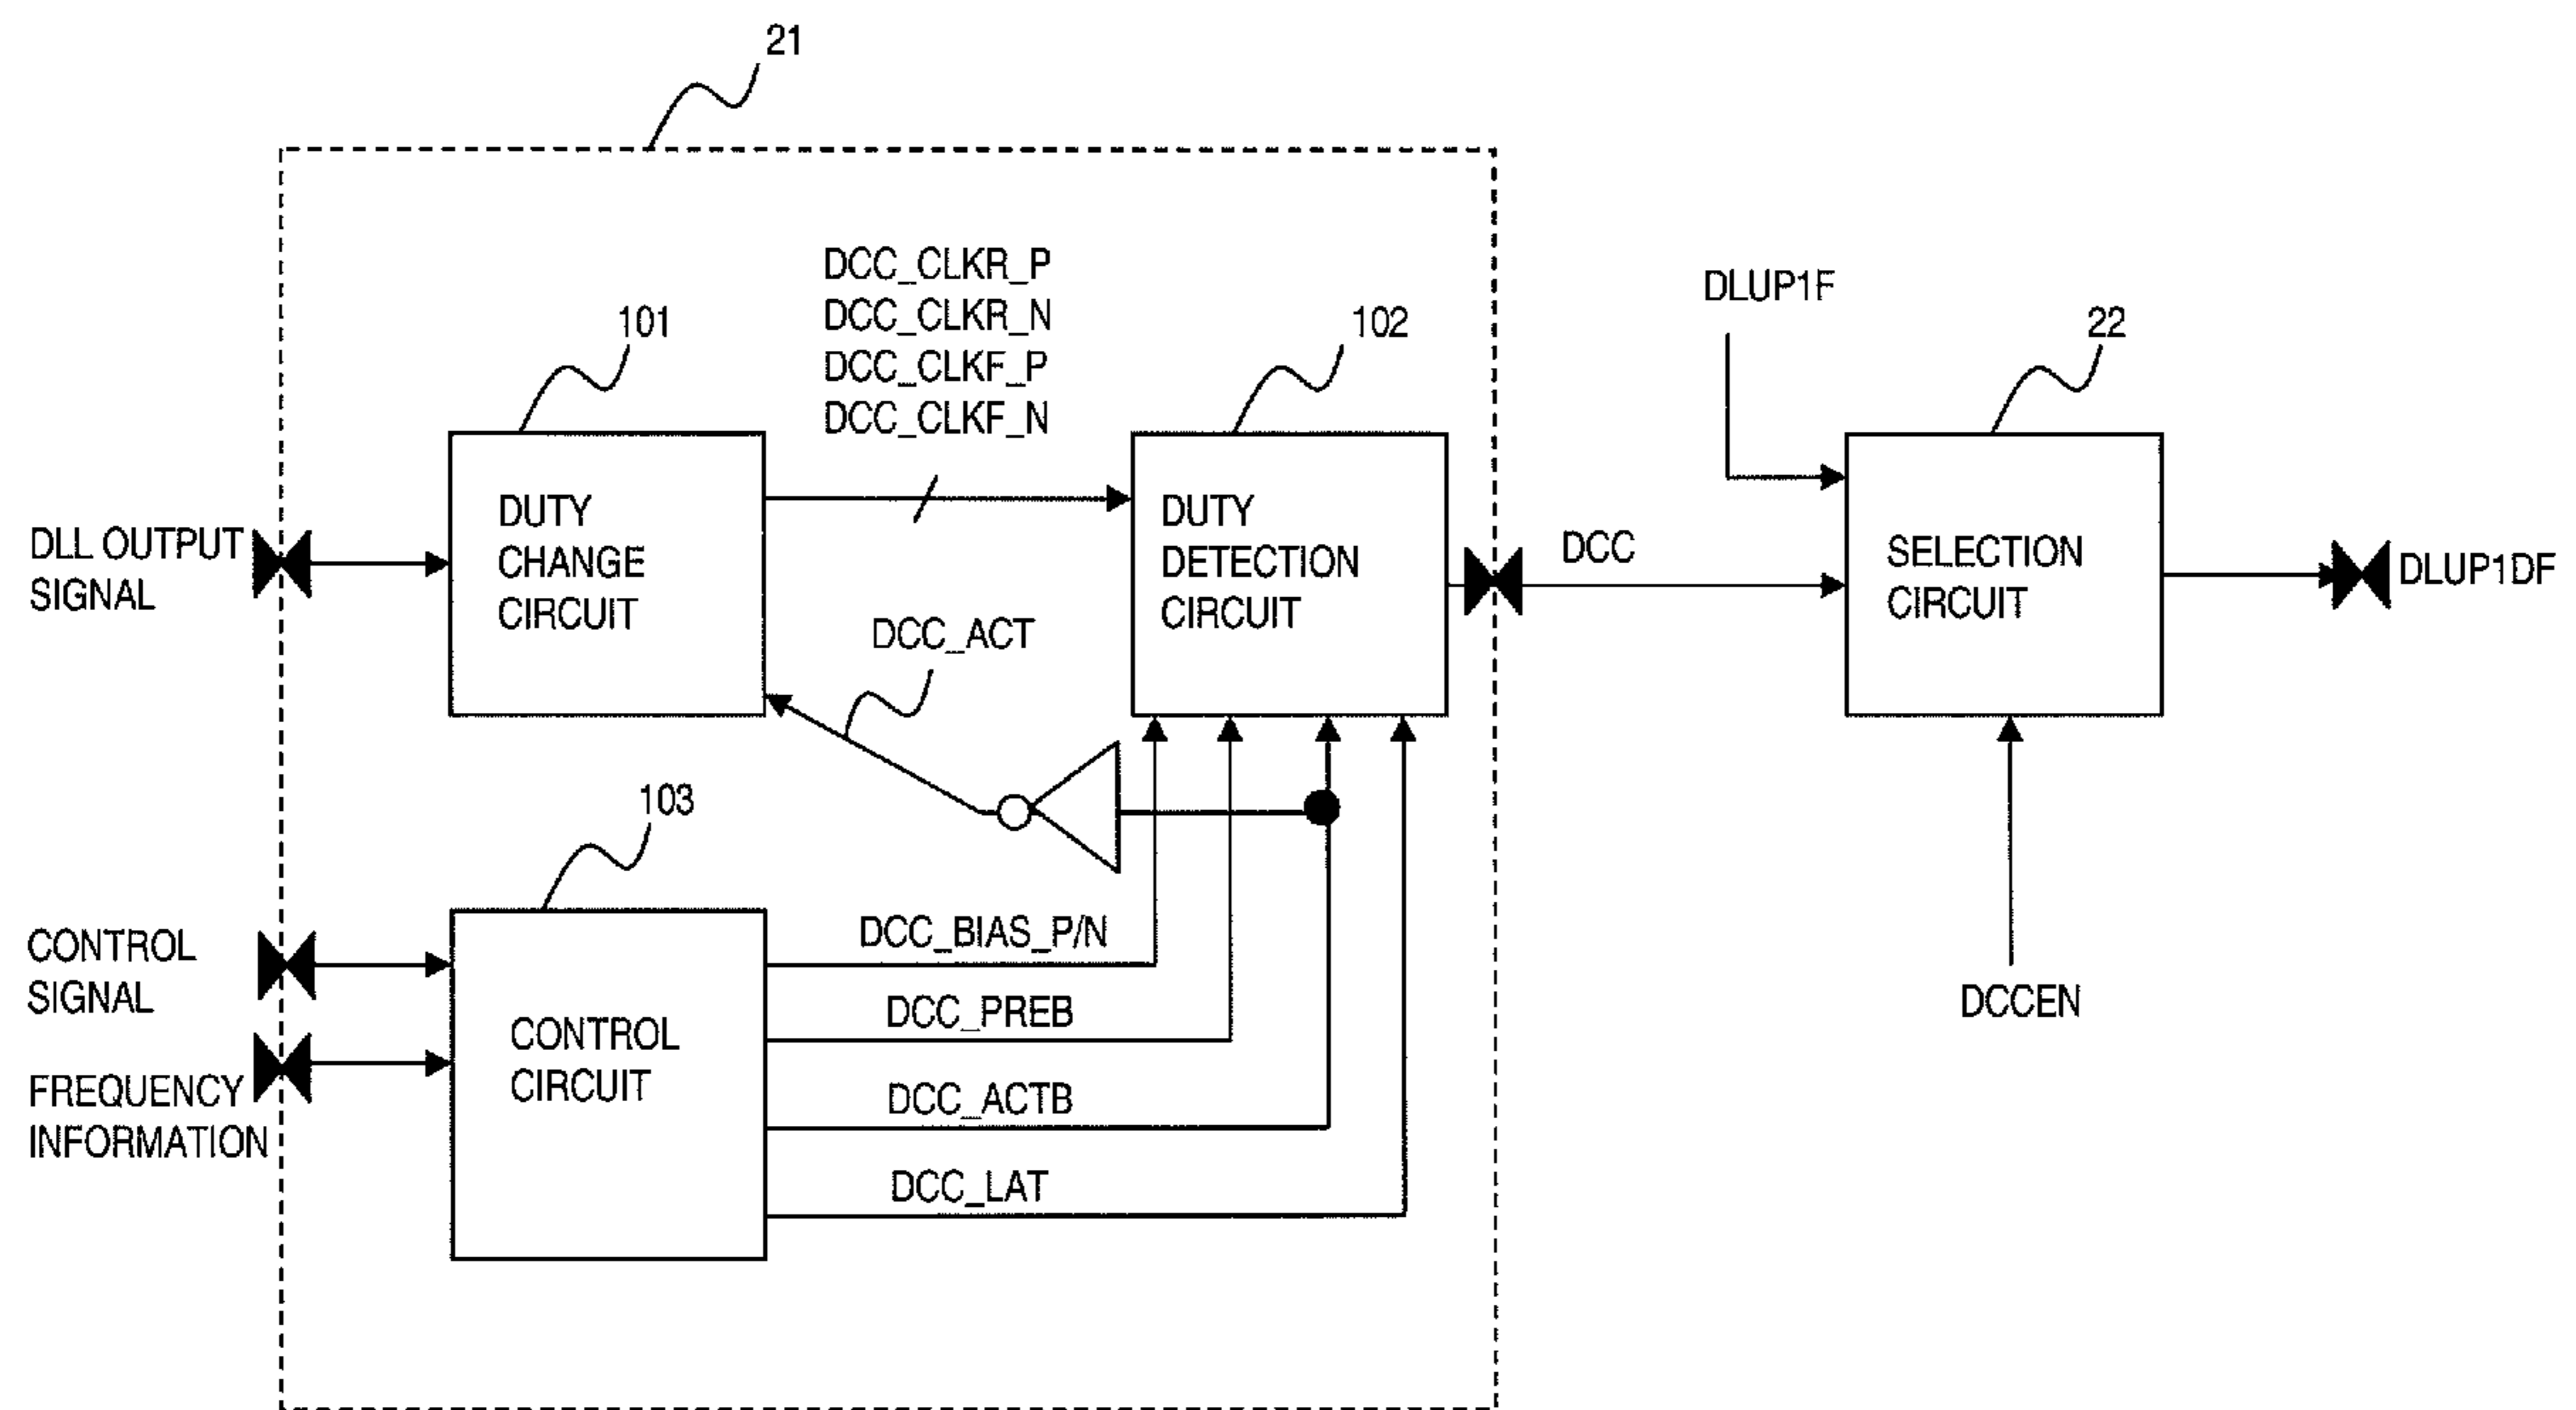 21
DCC_CLKR_P
DCC_CLKR_N
DCC_CLKF_P
DCC_CLKF_N
101
102
DLUP1F
22
DLL OUTPUT
SIGNAL
DUTY
CHANGE
CIRCUIT
DUTY
DETECTION
CIRCUIT
DCC
SELECTION
CIRCUIT
DLUP1DF
DCC_ACT
103
CONTROL
SIGNAL
FREQUENCY
INFORMATION
CONTROL
CIRCUIT
DCC_BIAS_P/N
DCC_PREB
DCC_ACTB
DCC_LAT
DCCEN